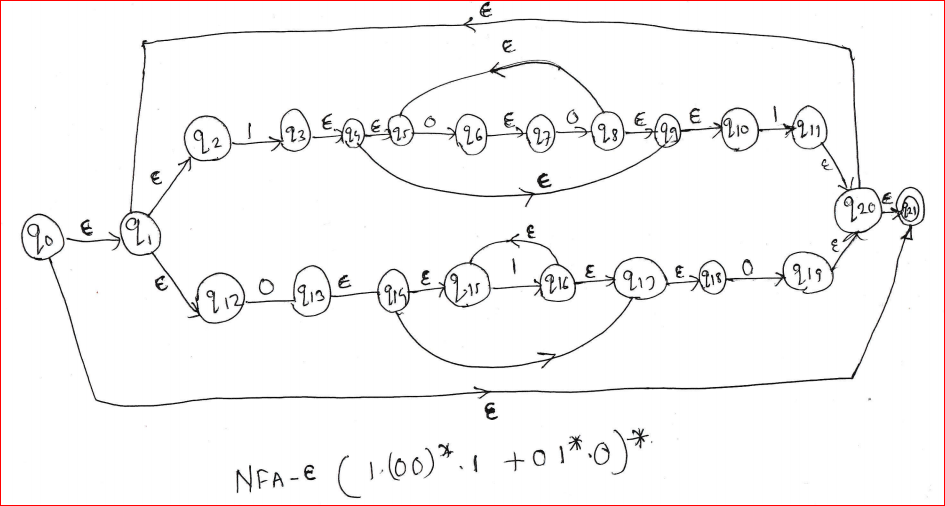 ε
ε
q2 1 q3 ε q4 ε q5 0 q6 ε q7 0 q8 ε q9 ε q10 1 q11
ε ε ε
q0 ε q1 q20 ε q21
ε ε ε
q12 0 q13 ε q14 ε q15 1 q16 ε q17 ε q18 0 q19
ε
NFA-ε (1.(00)*.1 + 01*.0)*